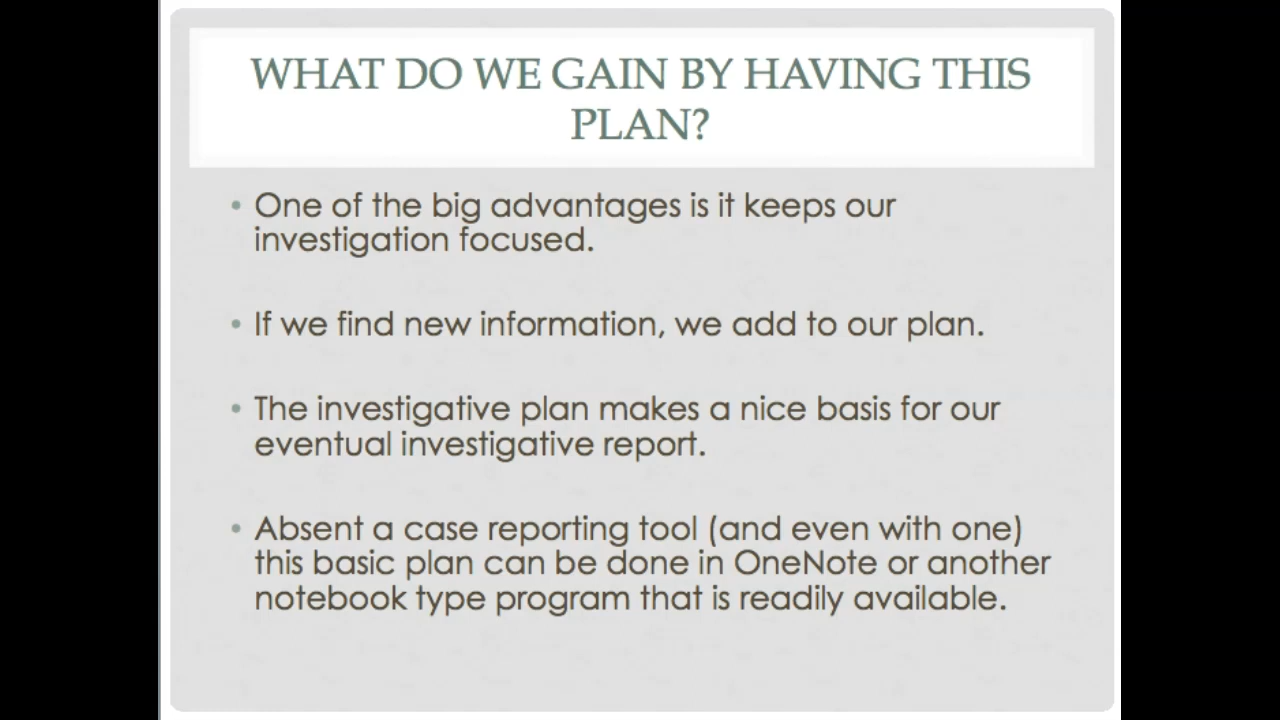 WHAT DO WE GAIN BY HAVING THIS
PLAN?
• One of the big advantages is it keeps our
investigation focused.
• If we find new information, we add to our plan.
• The investigative plan makes a nice basis for our
eventual investigative report.
• Absent a case reporting tool (and even with one)
this basic plan can be done in OneNote or another
notebook type program that is readily available.